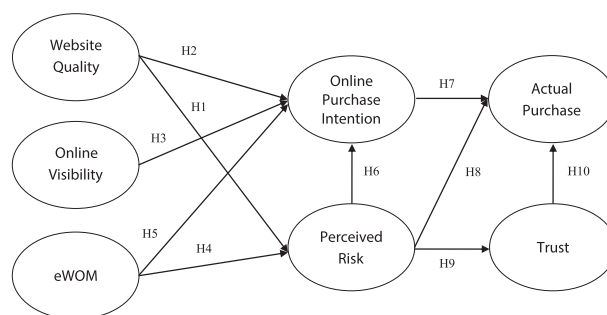 Website
Quality
H2
Online
Purchase
Intention
H7
Actual
Purchase
H1
H3
Online
Visibility
H6
H8
H10
H5
H4
eWOM
Perceived
Risk
H9
Trust